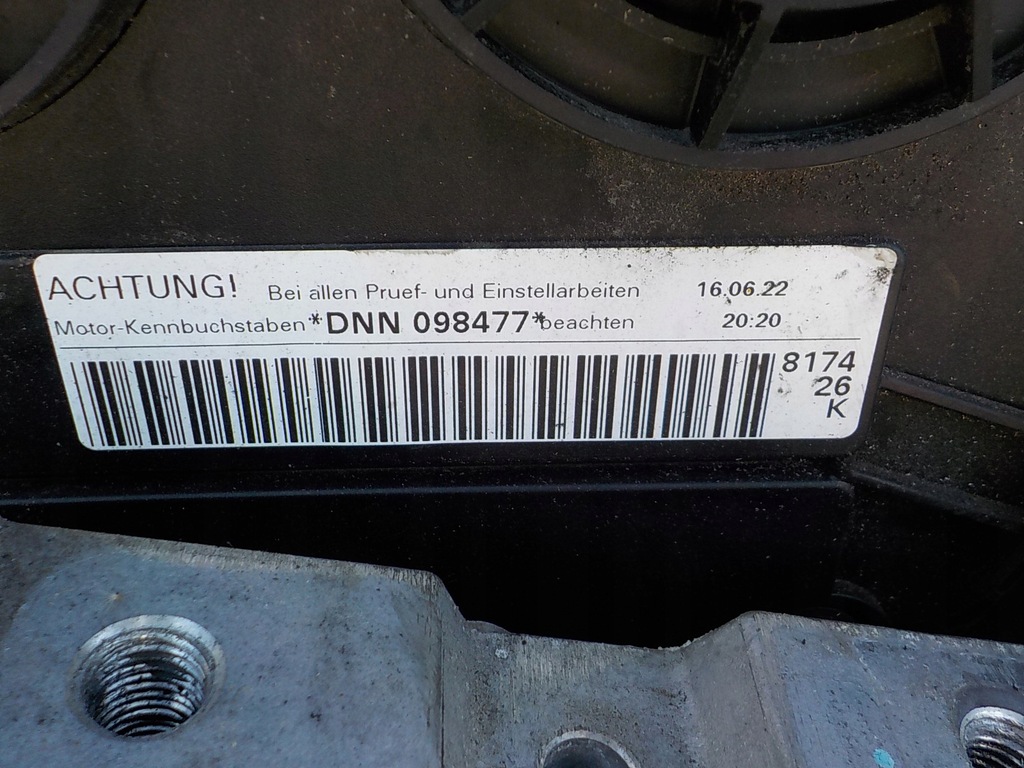 ACHTUNG! Bei allen Pruef- und Einstellarbeiten 16.06.22
Motor-Kennbuchstaben *DNN 098477* beachten 20:20
8174
26
K